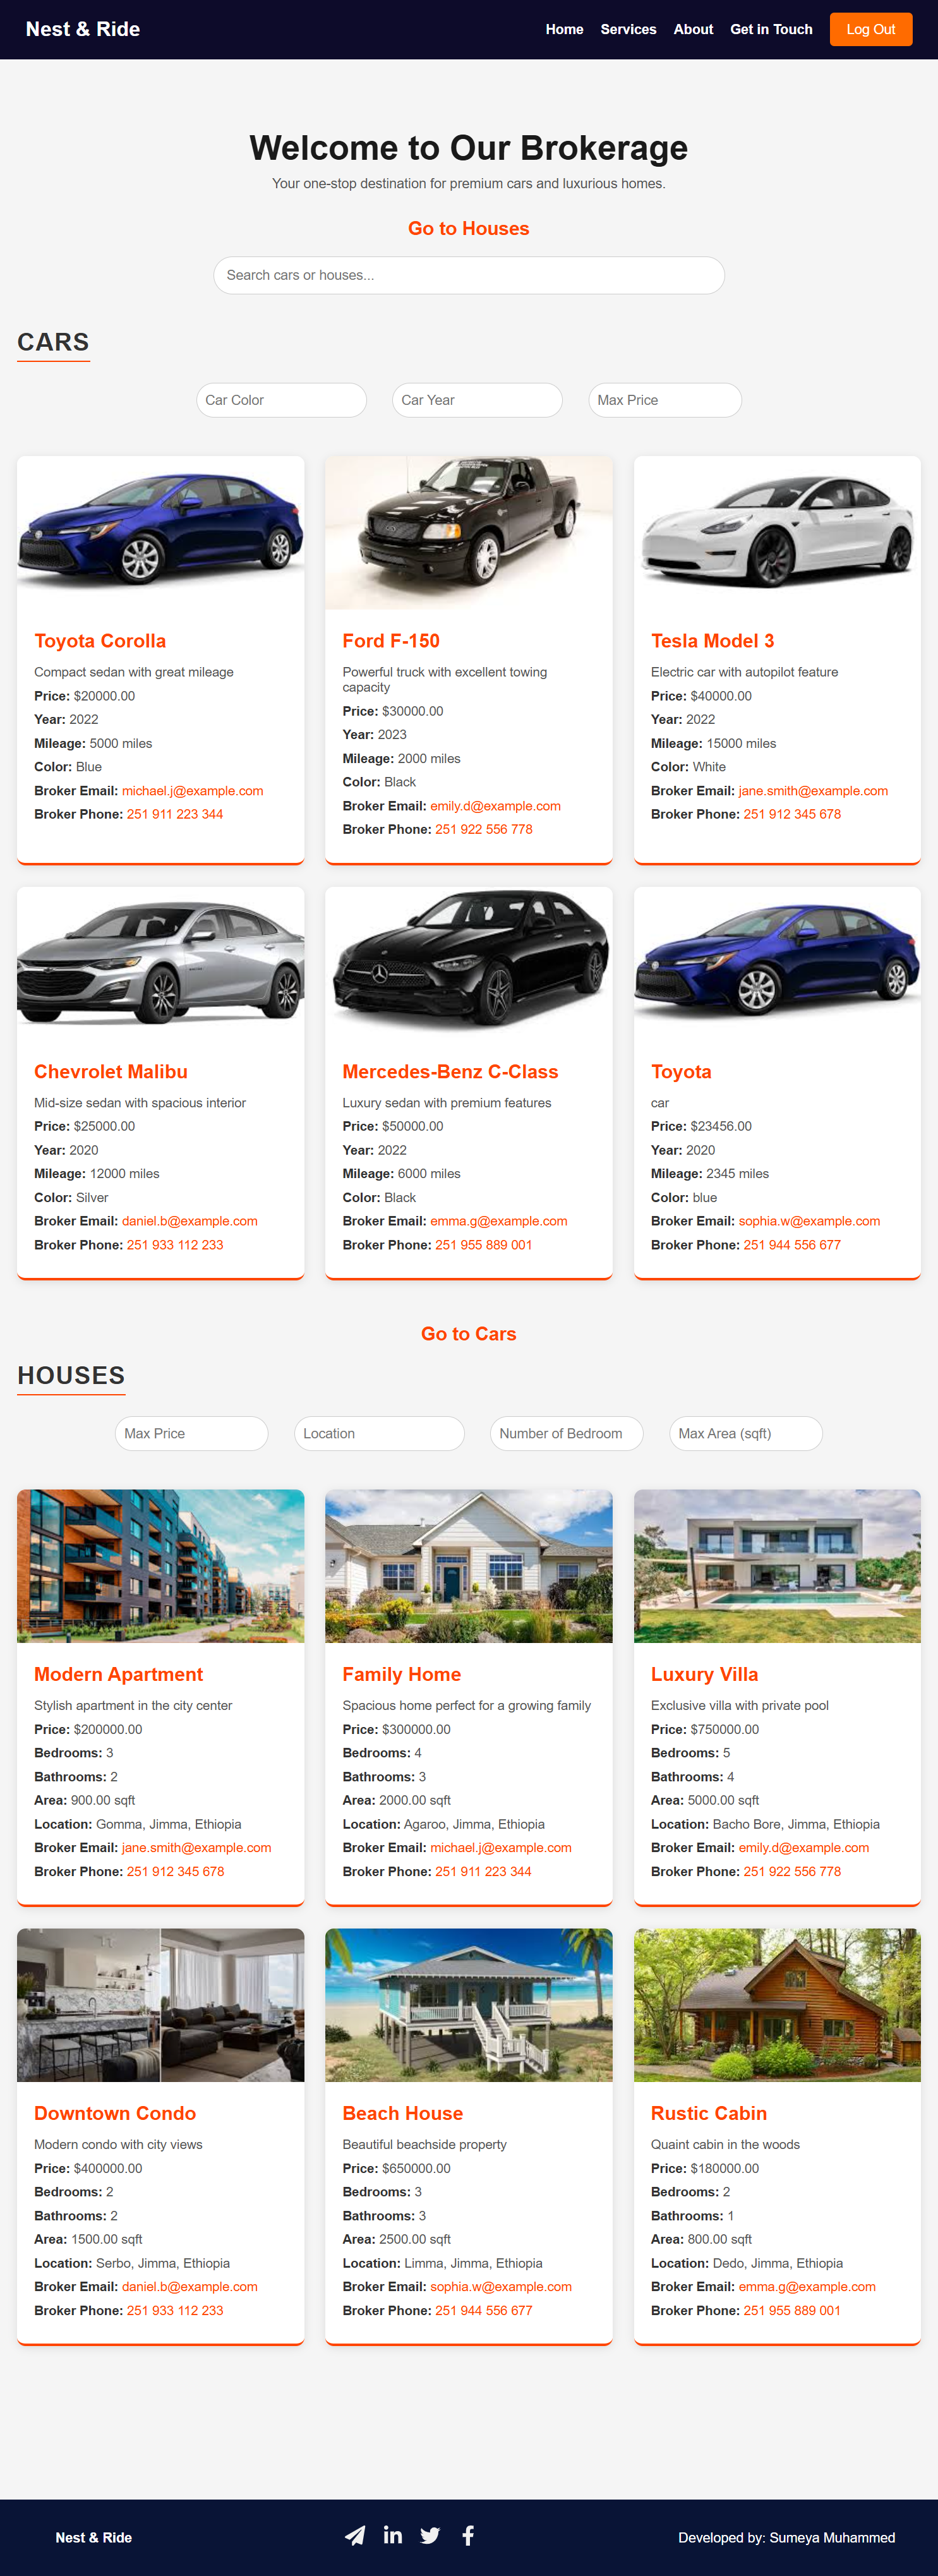 Nest & Ride
Home
Services
About
Get in Touch
Log Out
Welcome to Our Brokerage
Your one-stop destination for premium cars and luxurious homes.
Go to Houses
Search cars or houses...
CARS
Car Color
Car Year
Max Price
Toyota Corolla
Compact sedan with great mileage
Price: $20000.00
Year: 2022
Mileage: 5000 miles
Color: Blue
Broker Email: michael.j@example.com
Broker Phone: 251 911 223 344
Ford F-150
Powerful truck with excellent towing
capacity
Price: $30000.00
Year: 2023
Mileage: 2000 miles
Color: Black
Broker Email: emily.d@example.com
Broker Phone: 251 922 556 778
Tesla Model 3
Electric car with autopilot feature
Price: $40000.00
Year: 2022
Mileage: 15000 miles
Color: White
Broker Email: jane.smith@example.com
Broker Phone: 251 912 345 678
Chevrolet Malibu
Mid-size sedan with spacious interior
Price: $25000.00
Year: 2020
Mileage: 12000 miles
Color: Silver
Broker Email: daniel.b@example.com
Broker Phone: 251 933 112 233
Mercedes-Benz C-Class
Luxury sedan with premium features
Price: $50000.00
Year: 2022
Mileage: 6000 miles
Color: Black
Broker Email: emma.g@example.com
Broker Phone: 251 955 889 001
Toyota
car
Price: $23456.00
Year: 2020
Mileage: 2345 miles
Color: blue
Broker Email: sophia.w@example.com
Broker Phone: 251 944 556 677
Go to Cars
HOUSES
Max Price
Location
Number of Bedroom
Max Area (sqft)
Modern Apartment
Stylish apartment in the city center
Price: $200000.00
Bedrooms: 3
Bathrooms: 2
Area: 900.00 sqft
Location: Gomma, Jimma, Ethiopia
Broker Email: jane.smith@example.com
Broker Phone: 251 912 345 678
Family Home
Spacious home perfect for a growing family
Price: $300000.00
Bedrooms: 4
Bathrooms: 3
Area: 2000.00 sqft
Location: Agaroo, Jimma, Ethiopia
Broker Email: michael.j@example.com
Broker Phone: 251 911 223 344
Luxury Villa
Exclusive villa with private pool
Price: $750000.00
Bedrooms: 5
Bathrooms: 4
Area: 5000.00 sqft
Location: Bacho Bore, Jimma, Ethiopia
Broker Email: emily.d@example.com
Broker Phone: 251 922 556 778
Downtown Condo
Modern condo with city views
Price: $400000.00
Bedrooms: 2
Bathrooms: 2
Area: 1500.00 sqft
Location: Serbo, Jimma, Ethiopia
Broker Email: daniel.b@example.com
Broker Phone: 251 933 112 233
Beach House
Beautiful beachside property
Price: $650000.00
Bedrooms: 3
Bathrooms: 3
Area: 2500.00 sqft
Location: Limma, Jimma, Ethiopia
Broker Email: sophia.w@example.com
Broker Phone: 251 944 556 677
Rustic Cabin
Quaint cabin in the woods
Price: $180000.00
Bedrooms: 2
Bathrooms: 1
Area: 800.00 sqft
Location: Dedo, Jimma, Ethiopia
Broker Email: emma.g@example.com
Broker Phone: 251 955 889 001
Nest & Ride
Developed by: Sumeya Muhammed